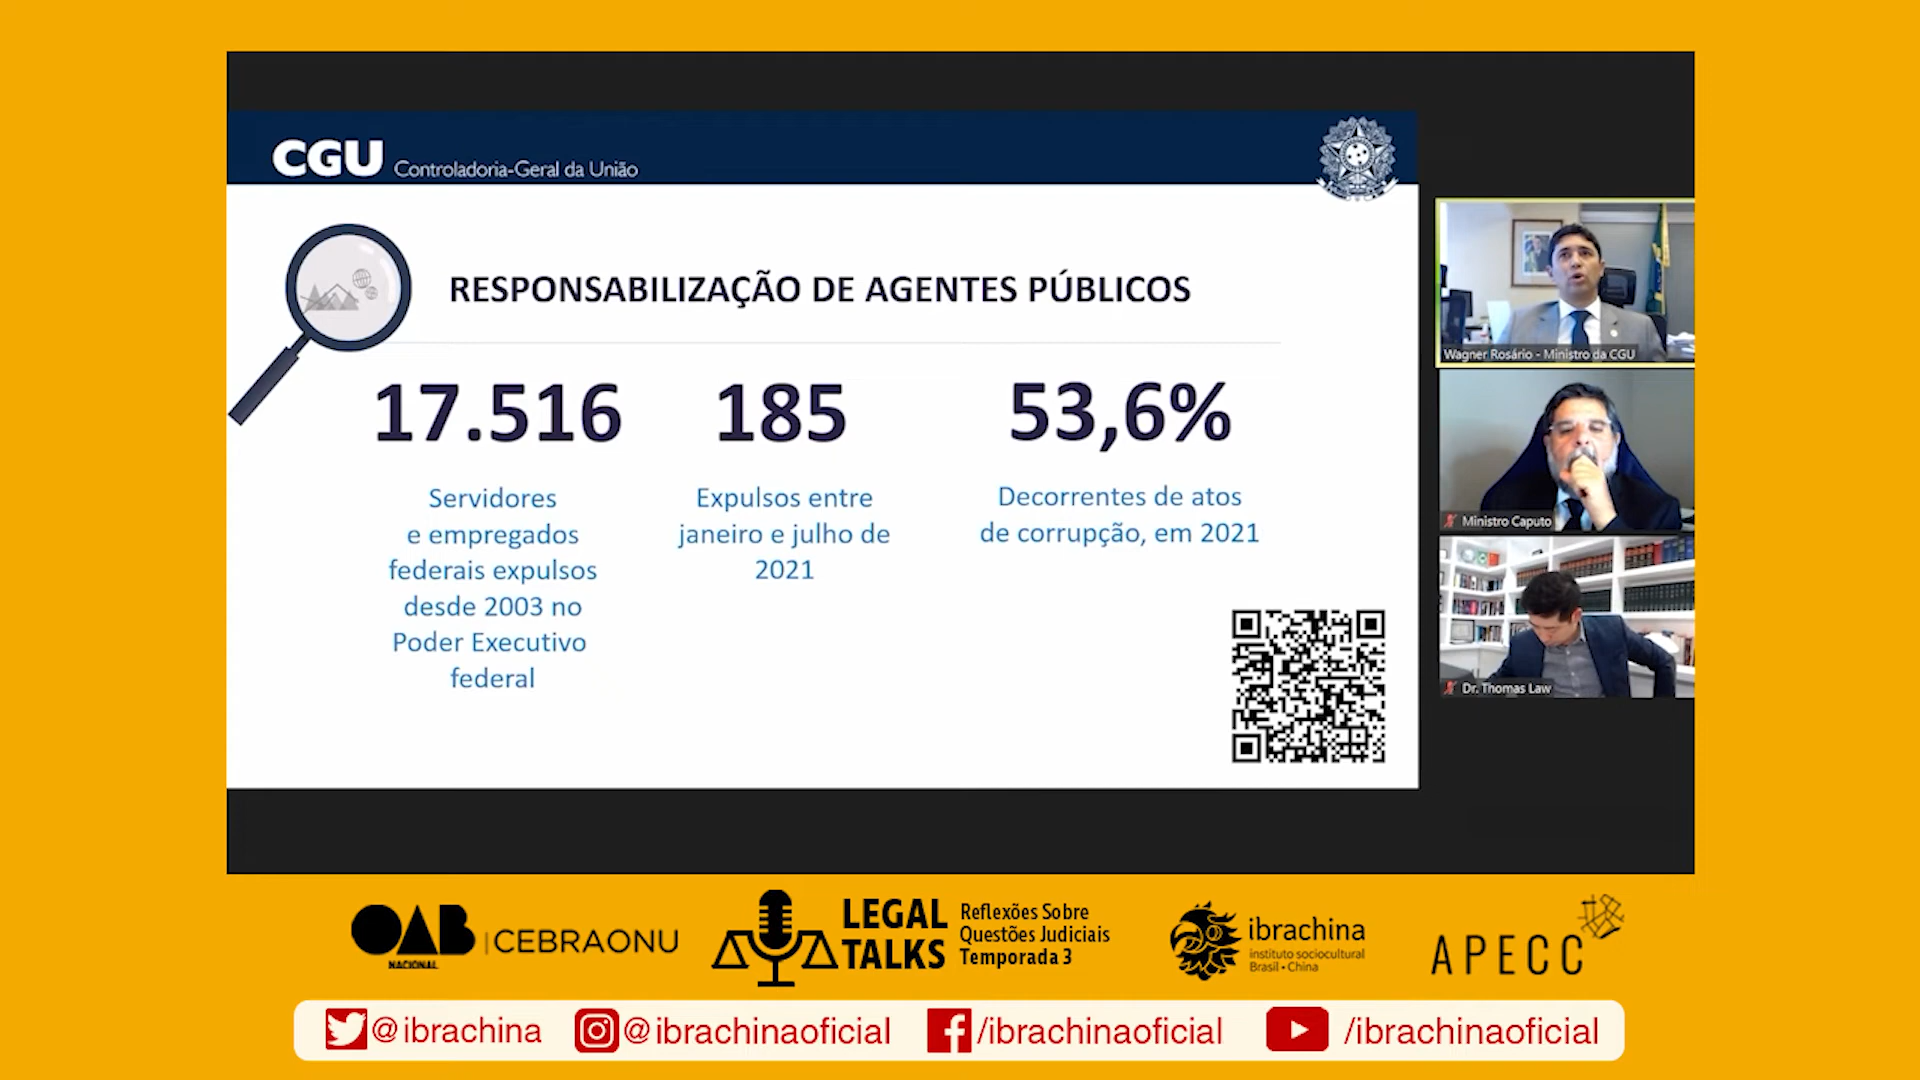 CGU Controladoria-Geral da União
RESPONSABILIZAÇÃO DE AGENTES PÚBLICOS
17.516
Servidores
e empregados
federais expulsos
desde 2003 no
Poder Executivo
federal
185
Expulsos entre
janeiro e julho de
2021
53,6%
Decorrentes de atos
de corrupção, em 2021
Wagner Rosário - Ministro da CGU
Ministro Caputo
Dr. Thomas Law
OAB
NACIONAL
CEBRAONU
LEGAL
TALKS
Reflexões Sobre
Questões Judiciais
Temporada 3
ibrachina
instituto sociocultural
Brasil • China
APECC
@ibrachina
@ibrachinaoficial
/ibrachinaoficial
/ibrachinaoficial